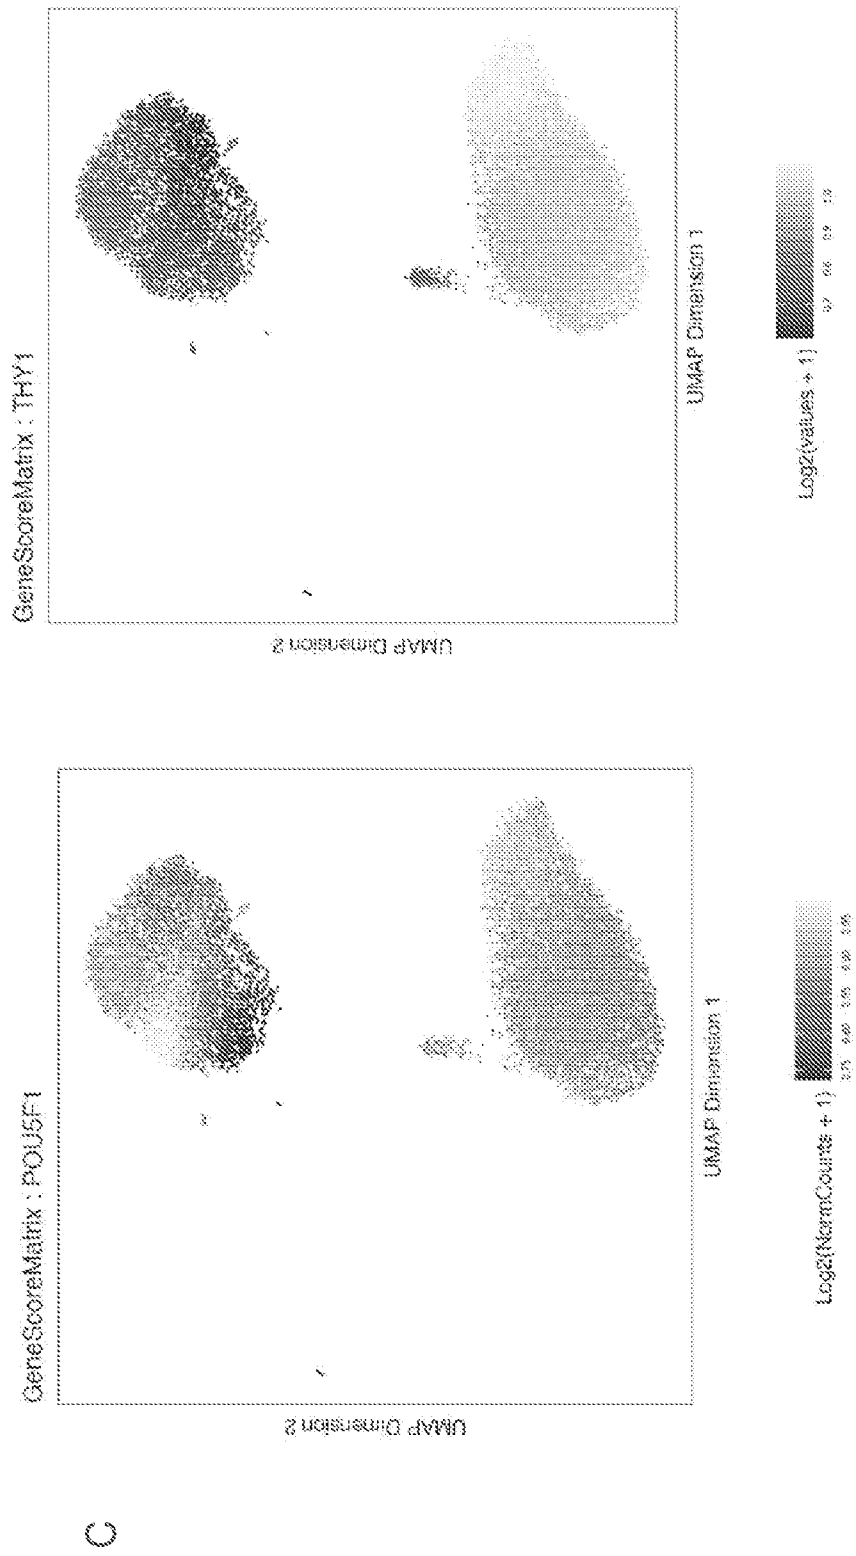 C
GeneScoreMatrix : POU5F1
UMAP Dimension 2
UMAP Dimension 1
Log2(NormCounts + 1)
GeneScoreMatrix : THY1
UMAP Dimension 2
UMAP Dimension 1
Log2(values + 1)